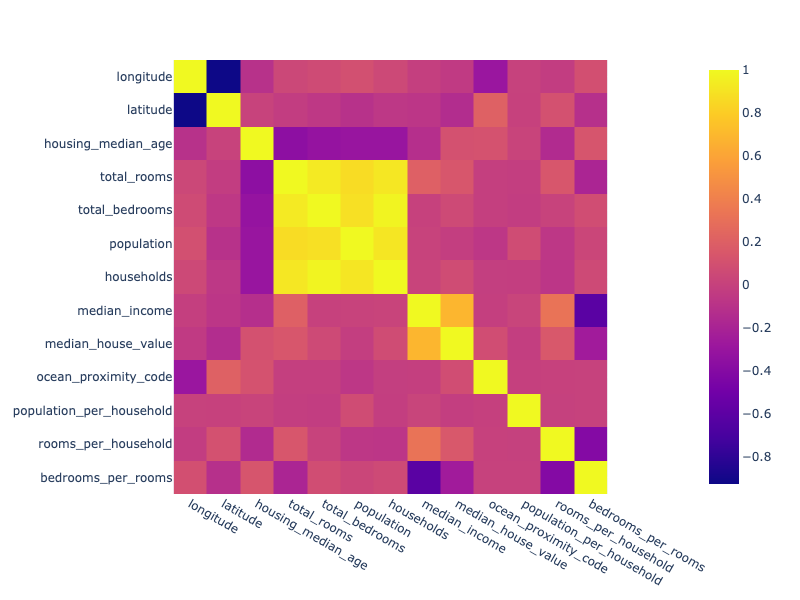 longitude
latitude
housing_median_age
total_rooms
total_bedrooms
population
households
median_income
median_house_value
ocean_proximity_code
population_per_household
rooms_per_household
bedrooms_per_rooms
longitude
latitude
housing_median_age
total_rooms
total_bedrooms
population
households
median_income
median_house_value
ocean_proximity_code
population_per_household
rooms_per_household
bedrooms_per_rooms
1
0.8
0.6
0.4
0.2
0
−0.2
−0.4
−0.6
−0.8